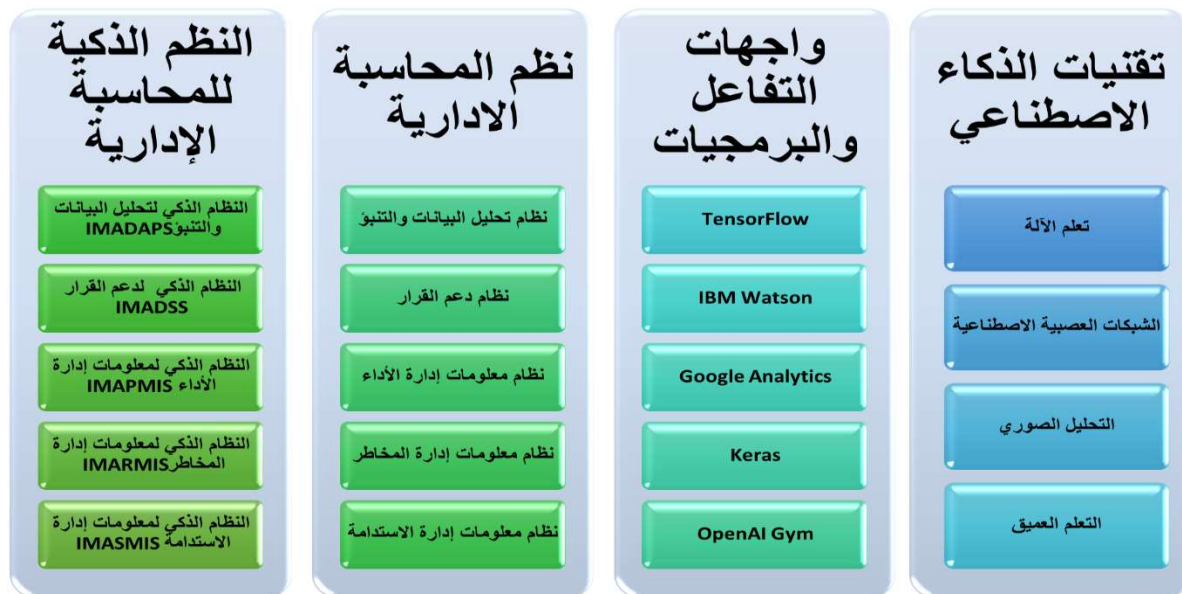 تقنيات الذكاء
الاصطناعي
تعلم الآلة
الشبكات العصبية الاصطناعية
التحليل الصوري
التعلم العميق
واجهات
التفاعل
والبرمجيات
TensorFlow
IBM Watson
Google Analytics
Keras
OpenAI Gym
نظم المحاسبة
الادارية
نظام تحليل البيانات والتنبؤ
نظام دعم القرار
نظام معلومات إدارة الأداء
نظام معلومات إدارة المخاطر
نظام معلومات إدارة الاستدامة
النظم الذكية
للمحاسبة
الإدارية
النظام الذكي لتحليل البيانات
والتنبؤIMADAPS
النظام الذكي لدعم القرار
IMADSS
النظام الذكي لمعلومات إدارة
الأداء IMAPMIS
النظام الذكي لمعلومات إدارة
المخاطرIMARMIS
النظام الذكي لمعلومات إدارة
الاستدامة IMASMIS